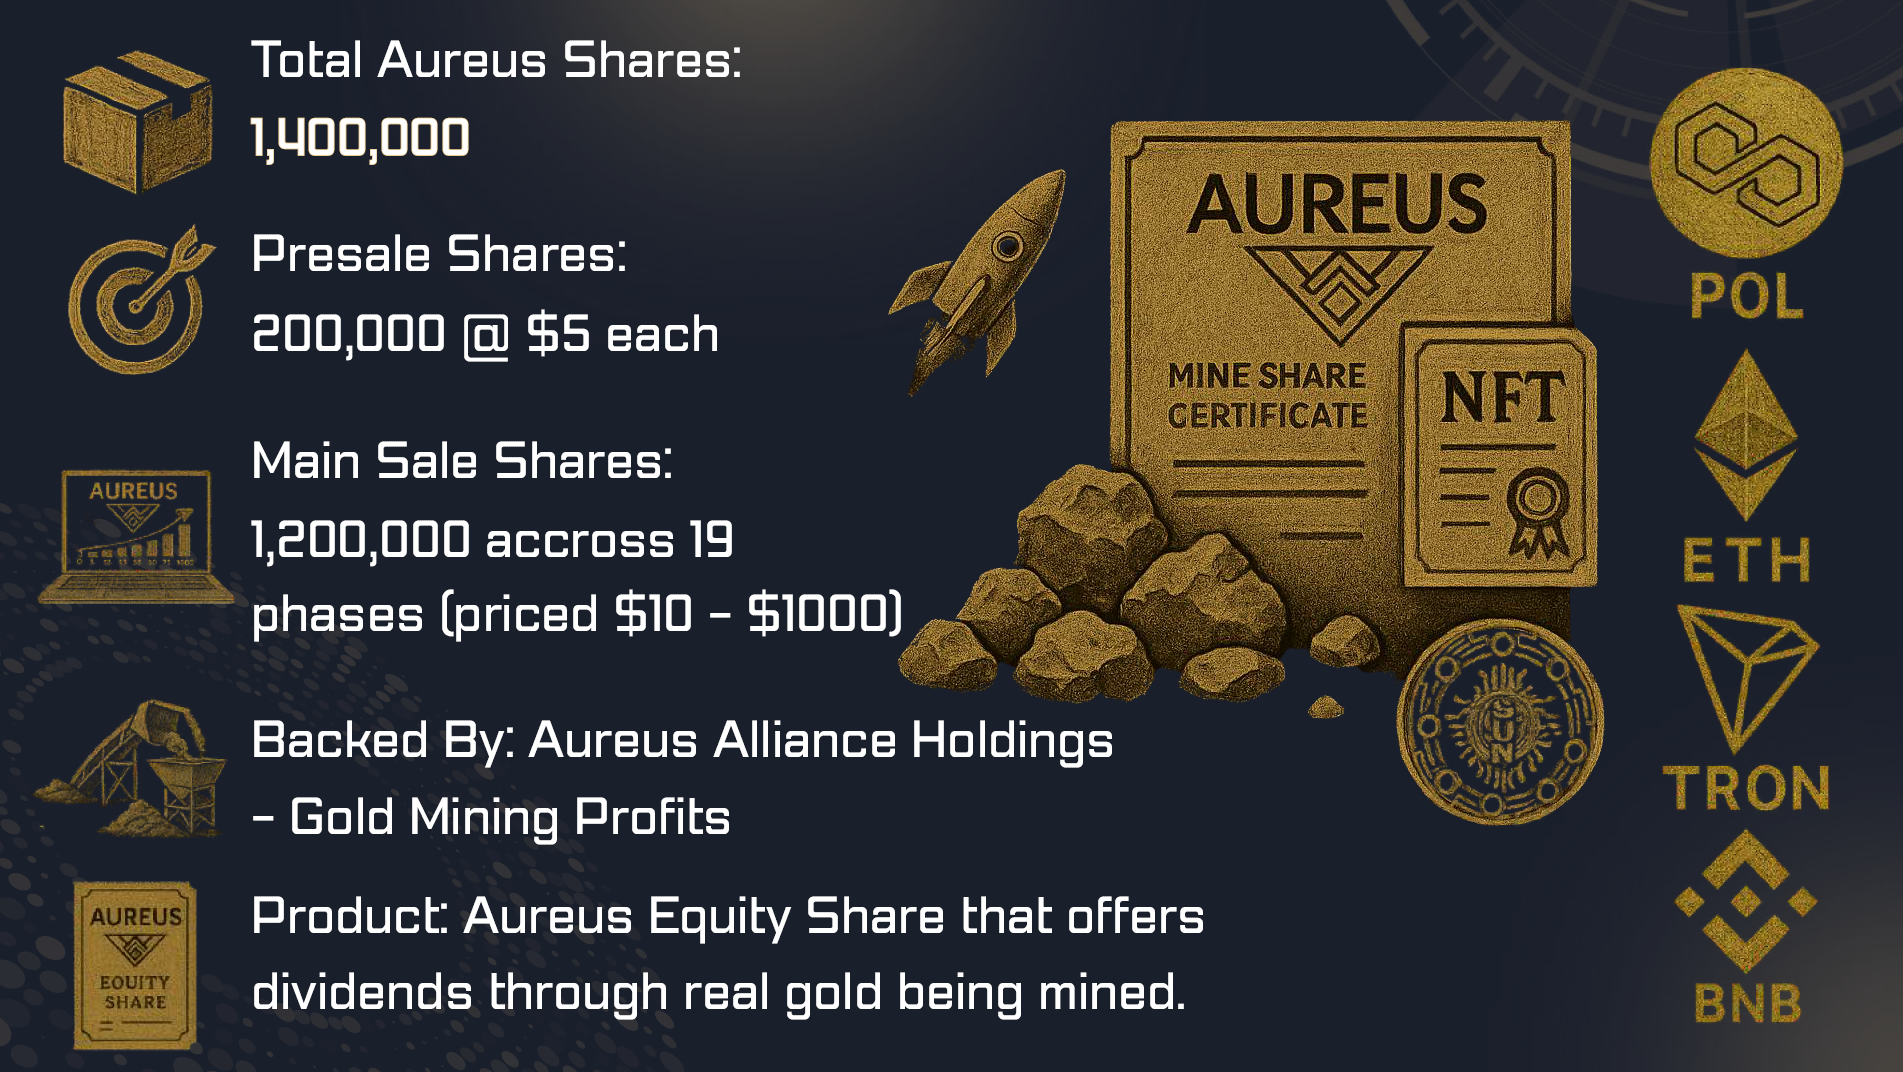 Total Aureus Shares:
1,400,000
Presale Shares:
200,000 @ $5 each
AUREUS
Main Sale Shares:
1,200,000 accross 19
phases (priced $10 - $1000)
Backed By: Aureus Alliance Holdings
- Gold Mining Profits
AUREUS
EQUITY
SHARE
Product: Aureus Equity Share that offers
dividends through real gold being mined.
AUREUS
MINE SHARE
CERTIFICATE
NFT
SUN
POL
ETH
TRON
BNB